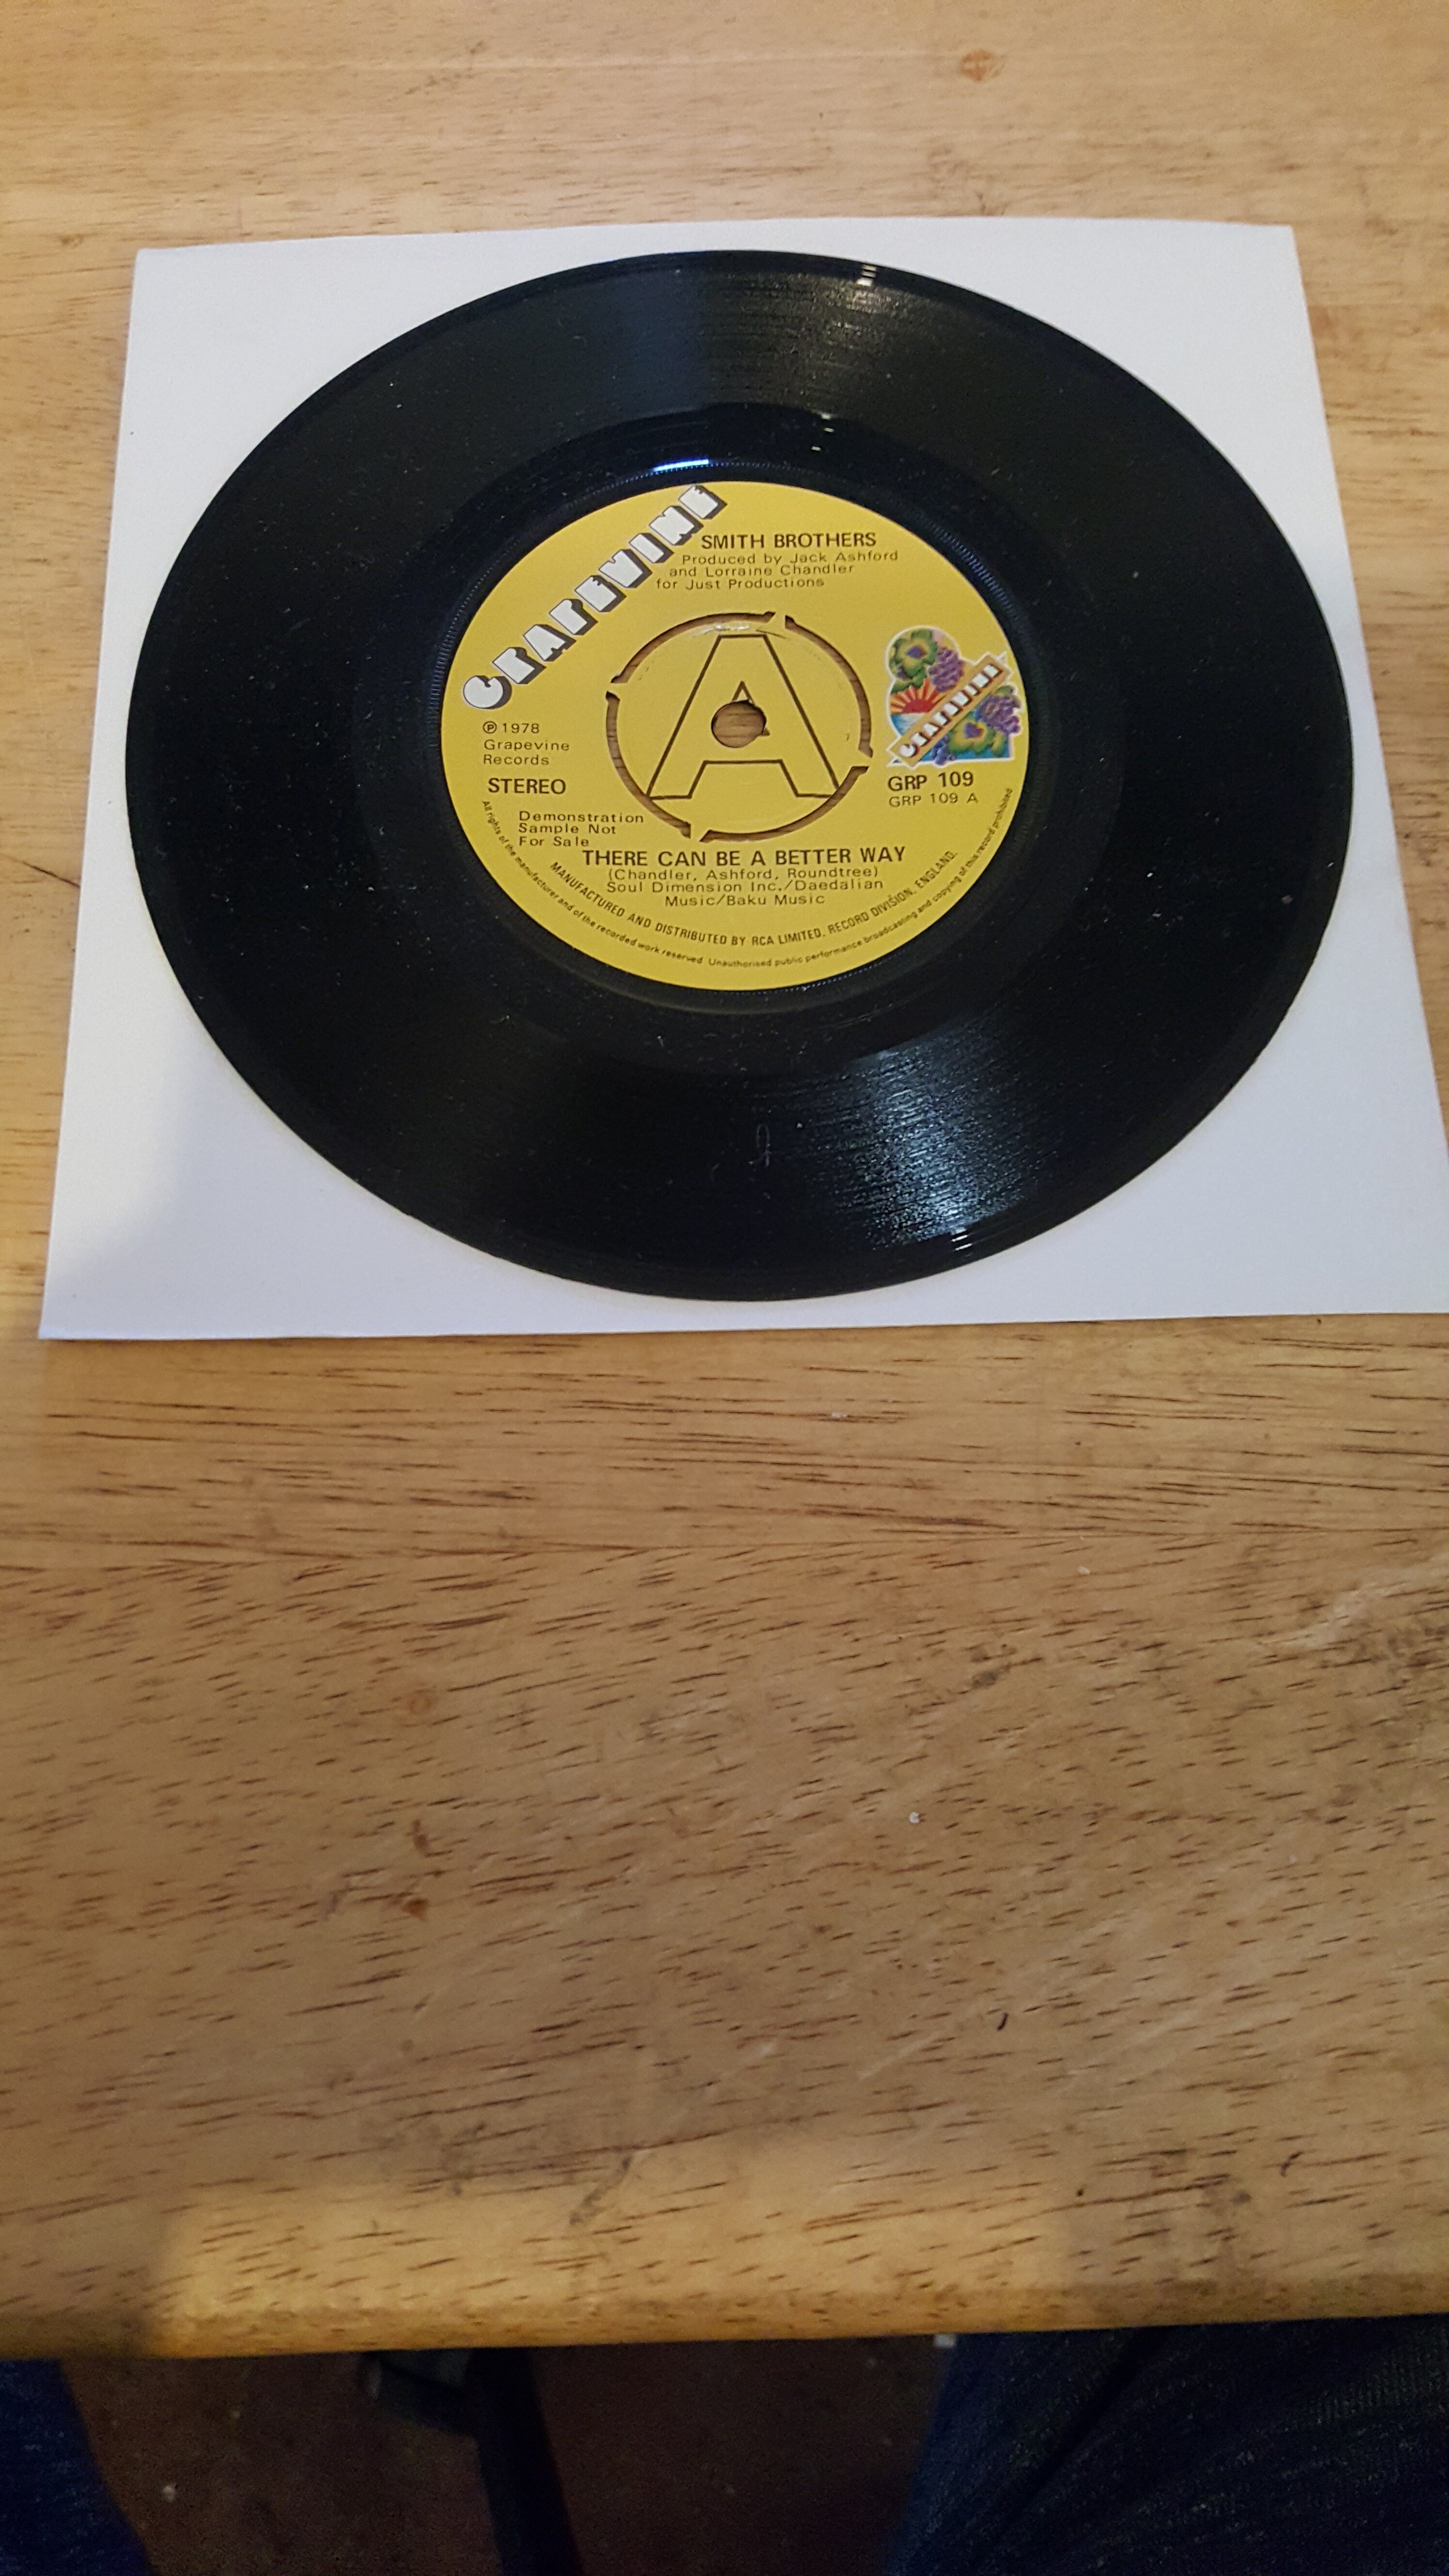 GRAPEVINE
SMITH BROTHERS
Produced by Jack Ashford
and Lorraine Chandler
for Just Productions
A
GRAPEVINE
℗ 1978
Grapevine
Records
STEREO
GRP 109
GRP 109 A
Demonstration
Sample Not
For Sale
THERE CAN BE A BETTER WAY
(Chandler, Ashford, Roundtree)
Soul Dimension Inc./Daedalian
Music/Baku Music
MANUFACTURED AND DISTRIBUTED BY RCA LIMITED, RECORD DIVISION, ENGLAND.
All rights of the manufacturer and of the recorded work reserved Unauthorised public performance broadcasting and copying of this record prohibited